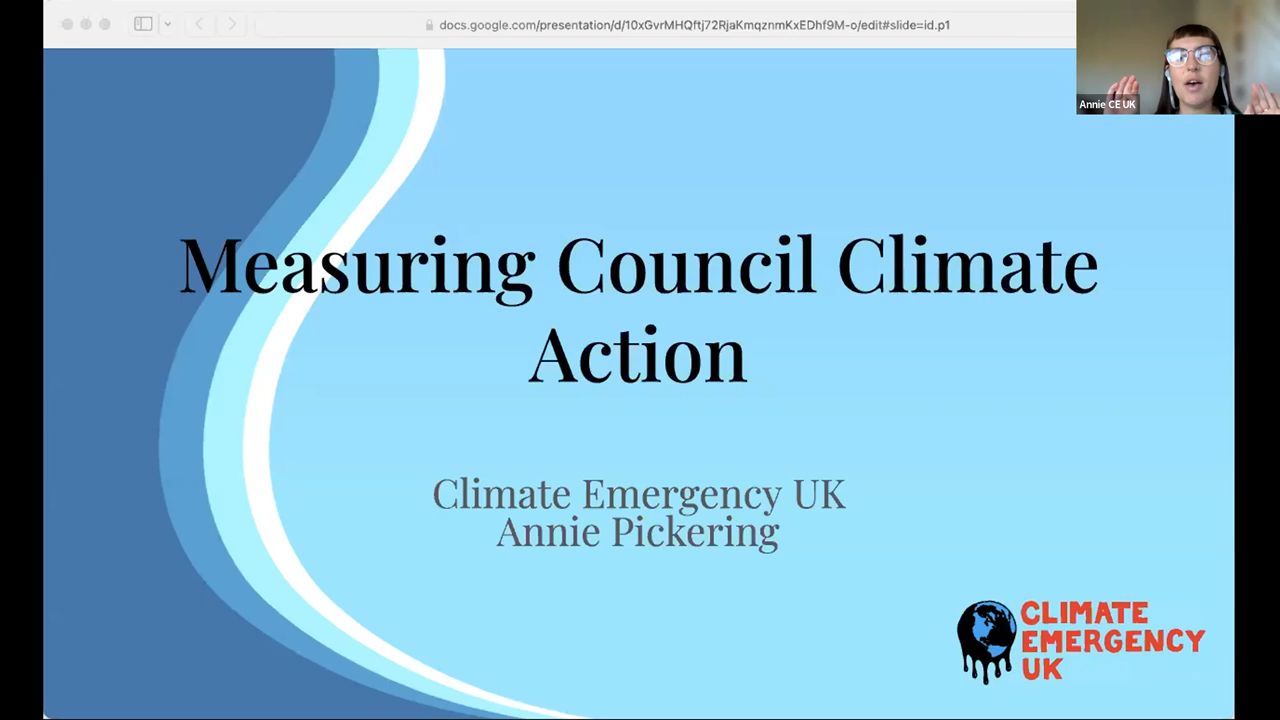 docs.google.com/presentation/d/10xGvrMHQftj72RjaKmqznmKxEDhf9M-o/edit#slide=id.p1
Annie CE UK
Measuring Council Climate
Action
Climate Emergency UK
Annie Pickering
CLIMATE
EMERGENCY
UK